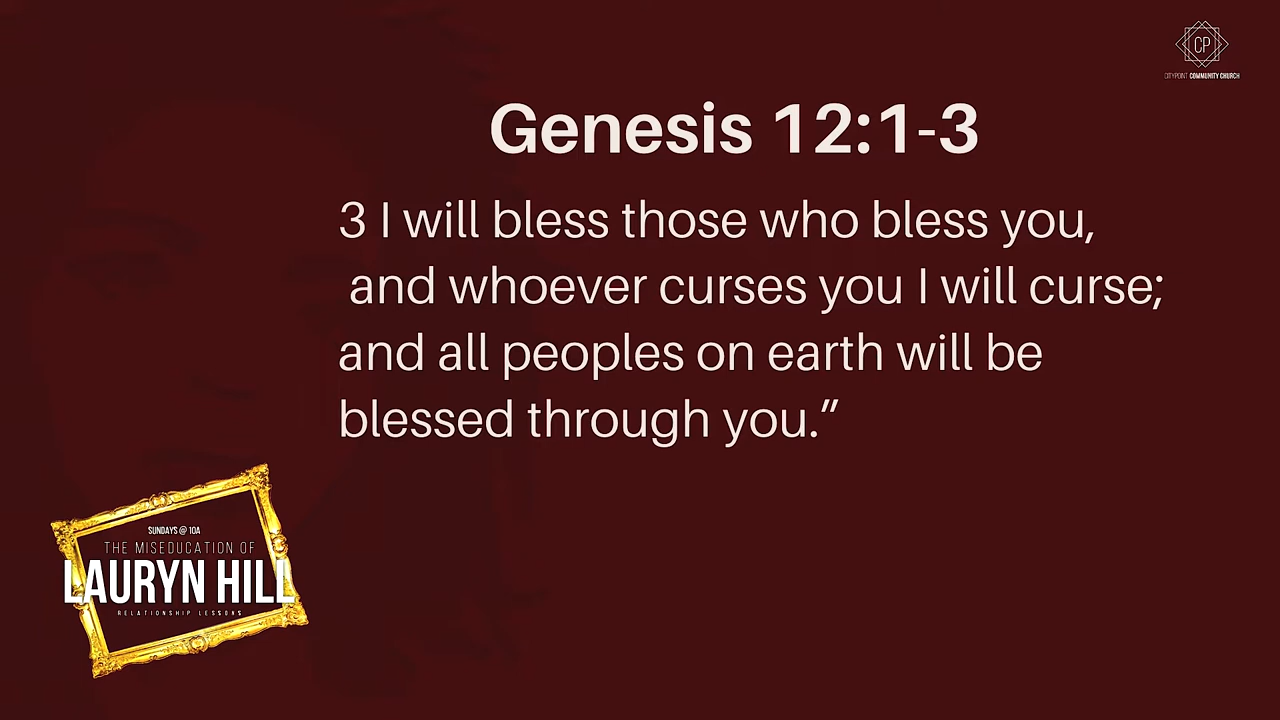 CP
CITYPOINT COMMUNITY CHURCH
Genesis 12:1-3
3 I will bless those who bless you,
and whoever curses you I will curse;
and all peoples on earth will be
blessed through you.”
SUNDAYS @ 10A
THE MISEDUCATION OF
LAURYN HILL
RELATIONSHIP LESSONS